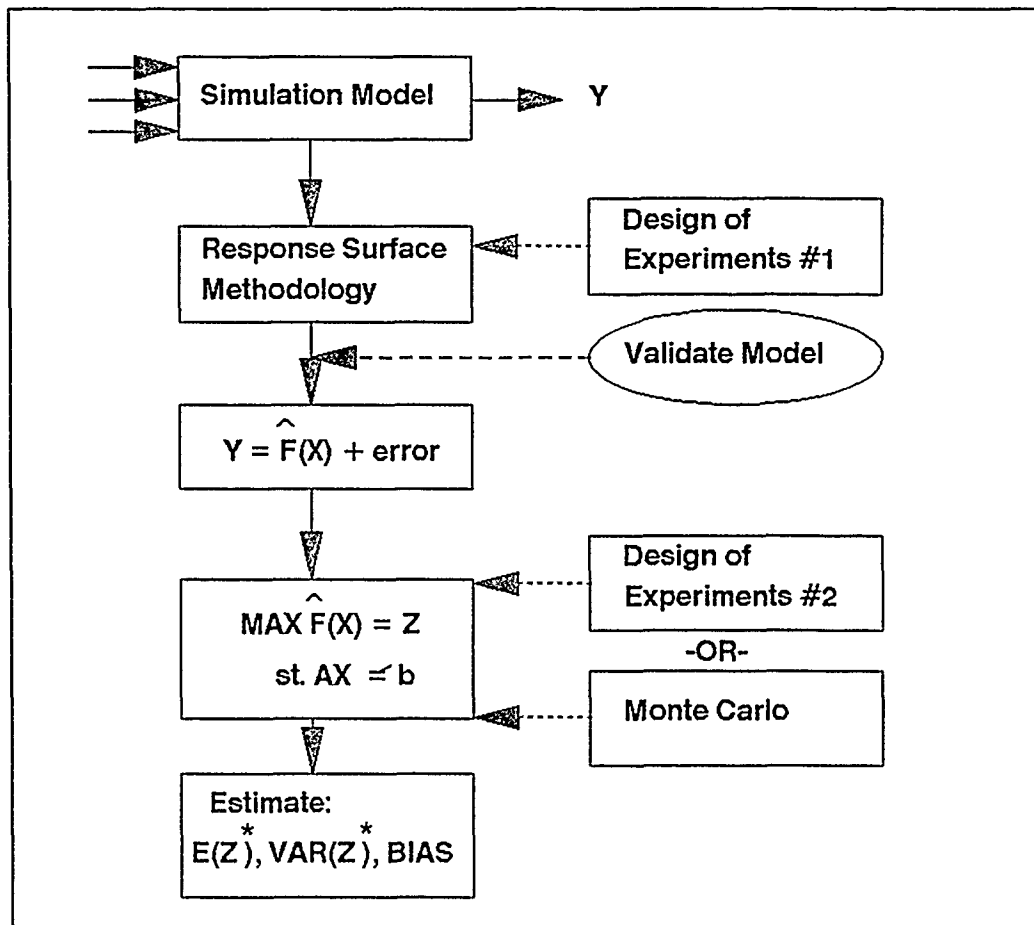 Simulation Model
Y
Response Surface
Methodology
Design of
Experiments #1
Validate Model
Y = F̂(X) + error
MAX F̂(X) = Z
st. AX = b
Design of
Experiments #2
-OR-
Monte Carlo
Estimate:
E(Z*), VAR(Z*), BIAS